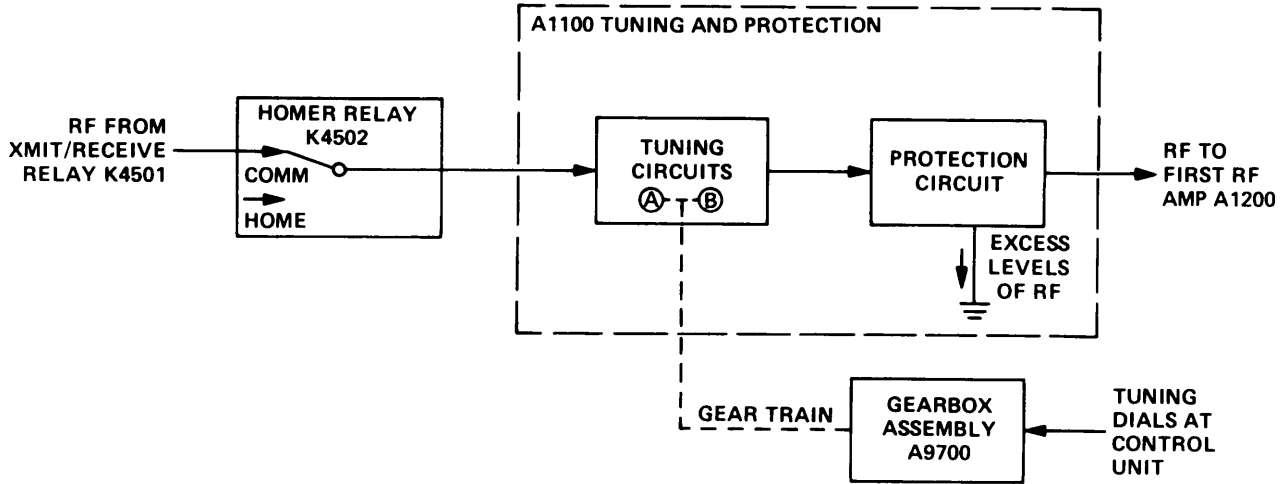 A1100 TUNING AND PROTECTION
RF FROM
XMIT/RECEIVE
RELAY K4501
HOMER RELAY
K4502
COMM
HOME
TUNING
CIRCUITS
A B
PROTECTION
CIRCUIT
RF TO
FIRST RF
AMP A1200
EXCESS
LEVELS
OF RF
GEAR TRAIN
GEARBOX
ASSEMBLY
A9700
TUNING
DIALS AT
CONTROL
UNIT